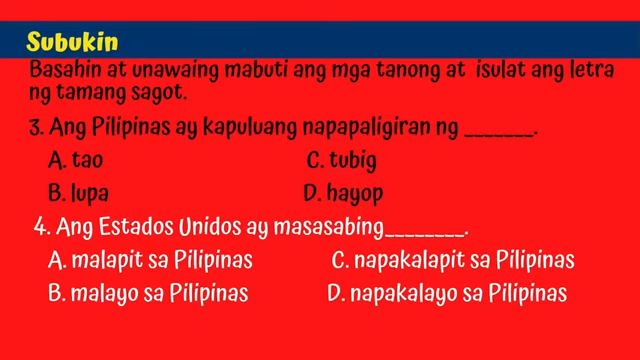 Subukin
Basahin at unawaing mabuti ang mga tanong at isulat ang letra
ng tamang sagot.
3. Ang Pilipinas ay kapuluang napapaligiran ng _______.
A. tao C. tubig
B. lupa D. hayop
4. Ang Estados Unidos ay masasabing________.
A. malapit sa Pilipinas C. napakalapit sa Pilipinas
B. malayo sa Pilipinas D. napakalayo sa Pilipinas